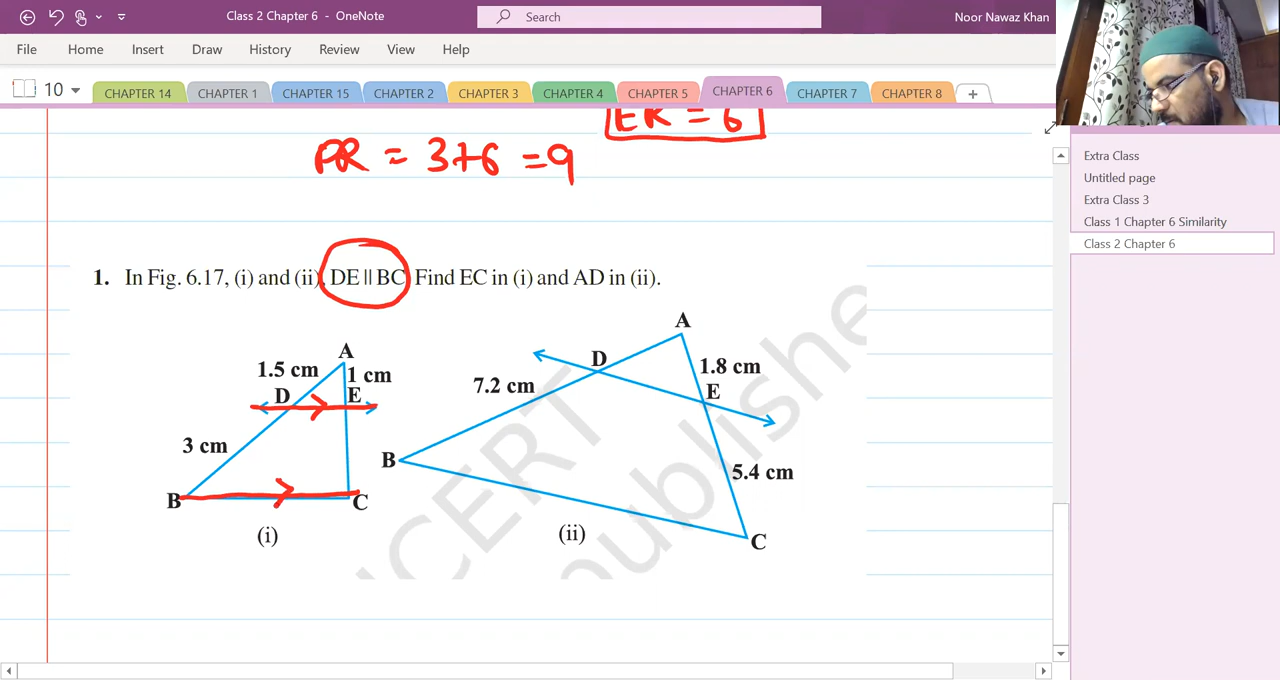 Class 2 Chapter 6 - OneNote
Search
Noor Nawaz Khan
File Home Insert Draw History Review View Help
10
CHAPTER 14 CHAPTER 1 CHAPTER 15 CHAPTER 2 CHAPTER 3 CHAPTER 4 CHAPTER 5 CHAPTER 6 CHAPTER 7 CHAPTER 8 +
Extra Class
Untitled page
Extra Class 3
Class 1 Chapter 6 Similarity
Class 2 Chapter 6
ER = 6
PR = 3+6 = 9
1. In Fig. 6.17, (i) and (ii), DE || BC. Find EC in (i) and AD in (ii).
A
1.5 cm
1 cm
D
E
3 cm
B
C
(i)
A
D
1.8 cm
7.2 cm
E
B
5.4 cm
C
(ii)
NCERT
publishe